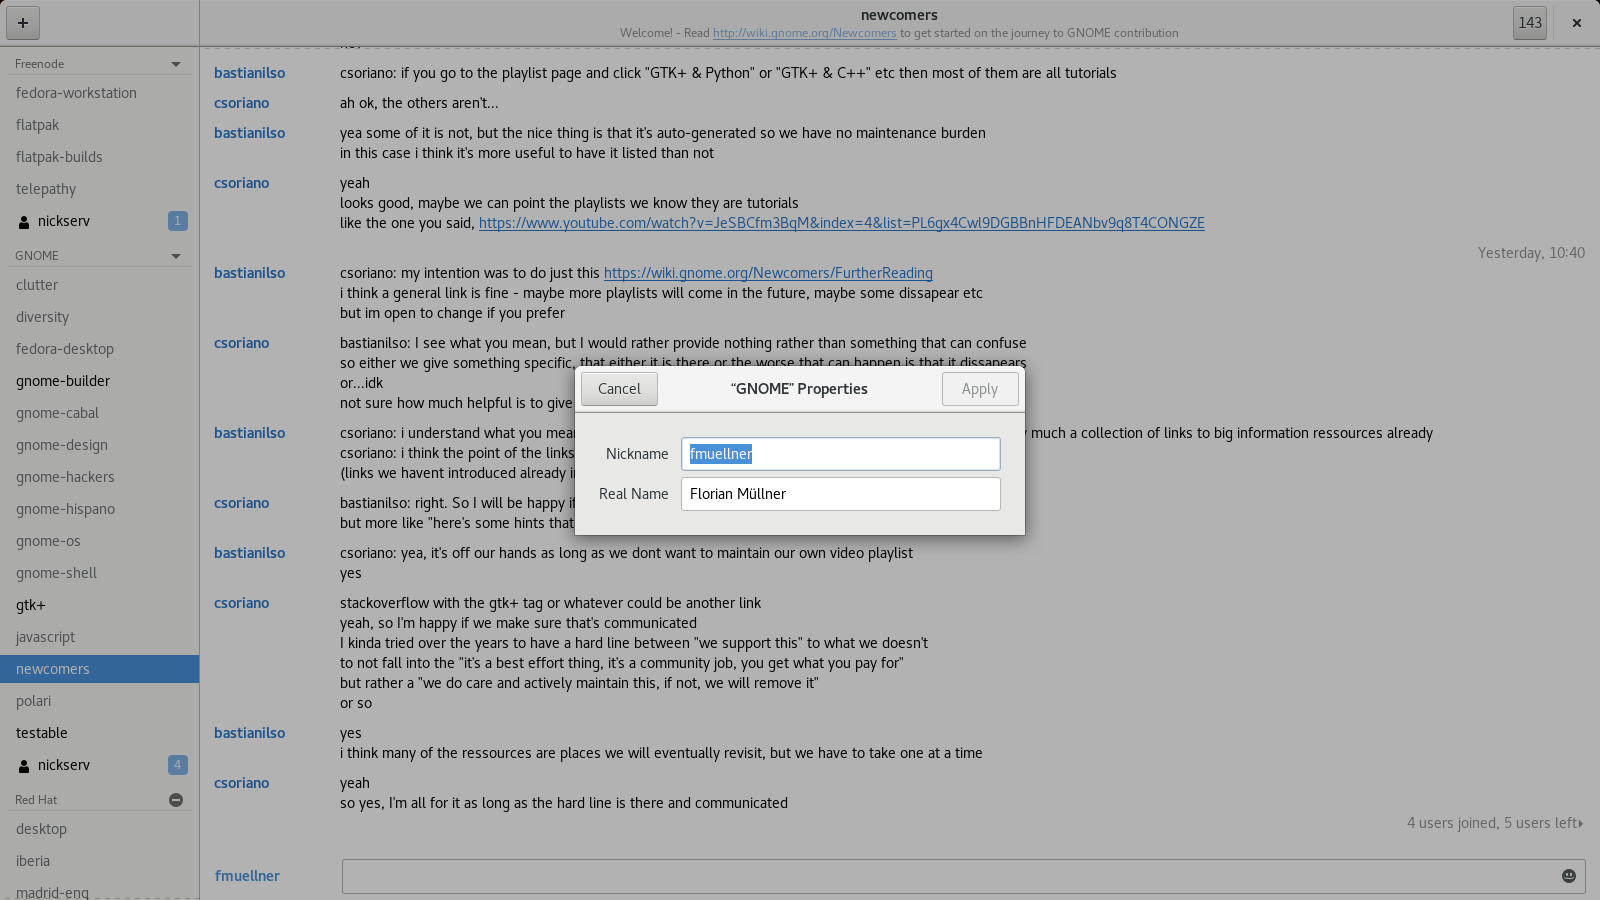 +
newcomers
Welcome! - Read http://wiki.gnome.org/Newcomers to get started on the journey to GNOME contribution
143
×
Freenode
fedora-workstation
flatpak
flatpak-builds
telepathy
nickserv 1
GNOME
clutter
diversity
fedora-desktop
gnome-builder
gnome-cabal
gnome-design
gnome-hackers
gnome-hispano
gnome-os
gnome-shell
gtk+
javascript
newcomers
polari
testable
nickserv 4
Red Hat
desktop
iberia
madrid-eng
bastianilso csoriano: if you go to the playlist page and click "GTK+ & Python" or "GTK+ & C++" etc then most of them are all tutorials
csoriano ah ok, the others aren't...
bastianilso yea some of it is not, but the nice thing is that it's auto-generated so we have no maintenance burden
in this case i think it's more useful to have it listed than not
csoriano yeah
looks good, maybe we can point the playlists we know they are tutorials
like the one you said, https://www.youtube.com/watch?v=JeSBCfm3BqM&index=4&list=PL6gx4Cwl9DGBBnHFDEANbv9q8T4CONGZE
Yesterday, 10:40
bastianilso csoriano: my intention was to do just this https://wiki.gnome.org/Newcomers/FurtherReading
i think a general link is fine - maybe more playlists will come in the future, maybe some dissapear etc
but im open to change if you prefer
csoriano bastianilso: I see what you mean, but I would rather provide nothing rather than something that can confuse
so either we give something specific, that either it is there or the worse that can happen is that it dissapears
or...idk
not sure how much helpful is to give
bastianilso csoriano: i understand what you mean much a collection of links to big information ressources already
csoriano: i think the point of the links
(links we havent introduced already
csoriano bastianilso: right. So I will be happy
but more like "here's some hints that
bastianilso csoriano: yea, it's off our hands as long as we dont want to maintain our own video playlist
yes
csoriano stackoverflow with the gtk+ tag or whatever could be another link
yeah, so I'm happy if we make sure that's communicated
I kinda tried over the years to have a hard line between "we support this" to what we doesn't
to not fall into the "it's a best effort thing, it's a community job, you get what you pay for"
but rather a "we do care and actively maintain this, if not, we will remove it"
or so
bastianilso yes
i think many of the ressources are places we will eventually revisit, but we have to take one at a time
csoriano yeah
so yes, I'm all for it as long as the hard line is there and communicated
4 users joined, 5 users left
fmuellner
Cancel
“GNOME” Properties
Apply
Nickname fmuellner
Real Name Florian Müllner